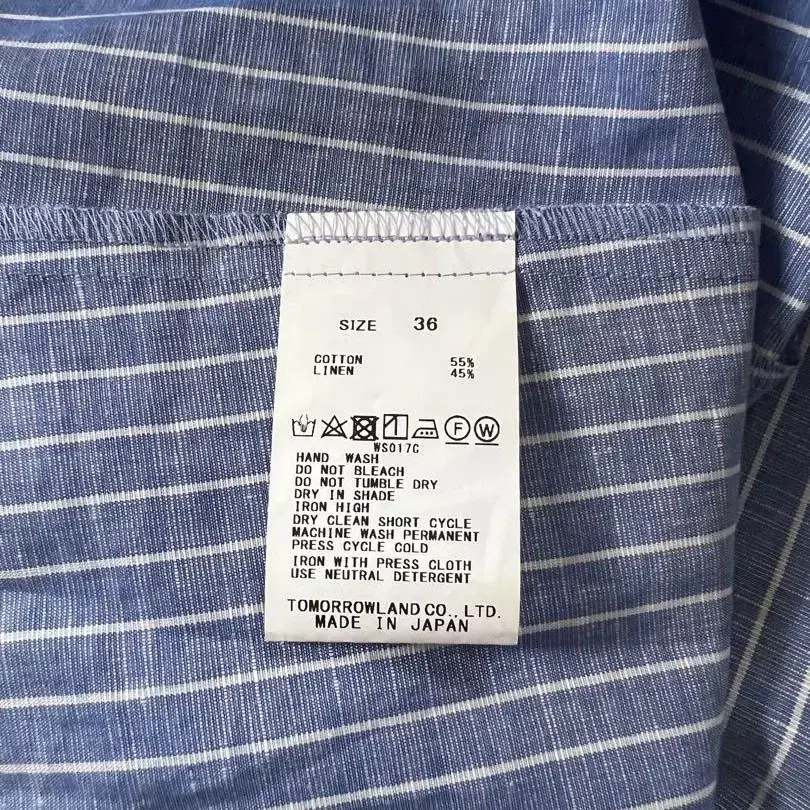 SIZE 36
COTTON 55%
LINEN 45%
F W
WS017C
HAND WASH
DO NOT BLEACH
DO NOT TUMBLE DRY
DRY IN SHADE
IRON HIGH
DRY CLEAN SHORT CYCLE
MACHINE WASH PERMANENT
PRESS CYCLE COLD
IRON WITH PRESS CLOTH
USE NEUTRAL DETERGENT
TOMORROWLAND CO., LTD.
MADE IN JAPAN